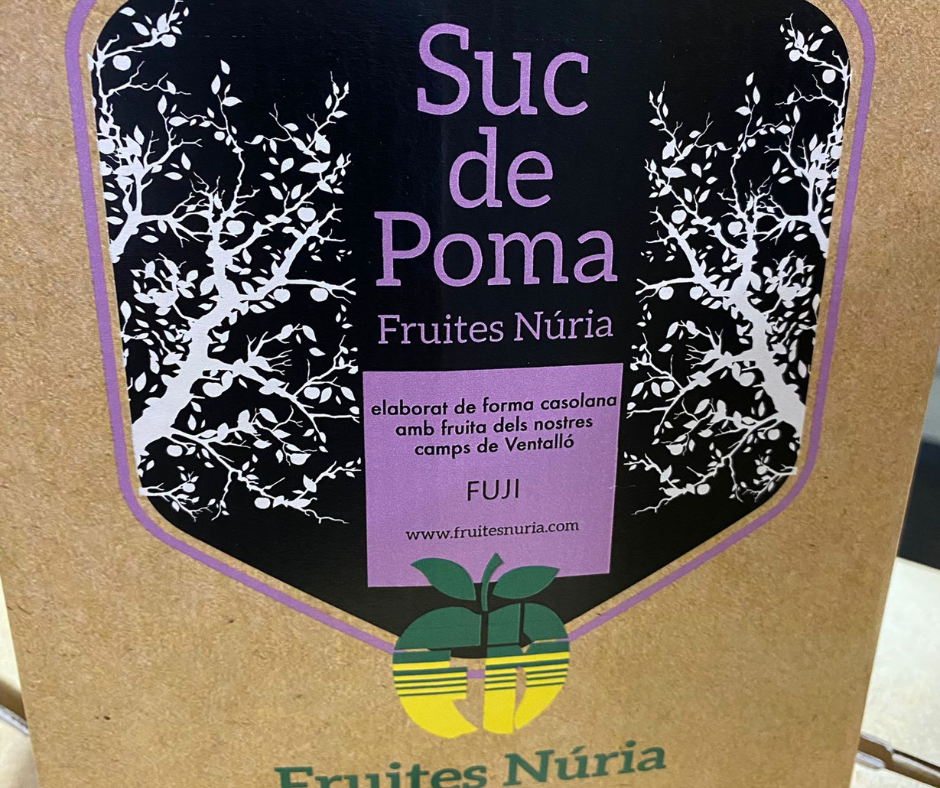 Suc
de
Poma
Fruites Núria
elaborat de forma casolana
amb fruita dels nostres
camps de Ventalló
FUJI
www.fruitesnuria.com
Fruites Núria